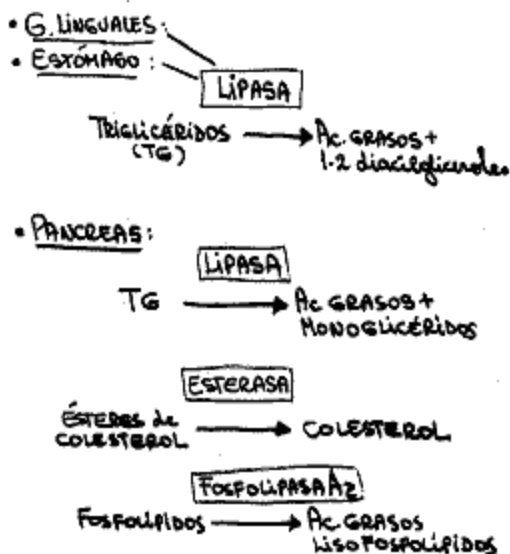 • G. LINGUALES:
• ESTÓMAGO:
LIPASA
TRIGLICÉRIDOS → AC. GRASOS +
(TG) 1-2 diacilgliceroles
• PANCREAS:
LIPASA
TG → AC GRASOS +
MONOGLICÉRIDOS
ESTERASA
ÉSTERES de
COLESTEROL → COLESTEROL
FOSFOLIPASA A2
FOSFOLÍPIDOS → AC. GRASOS
LISOFOSFOLÍPIDOS